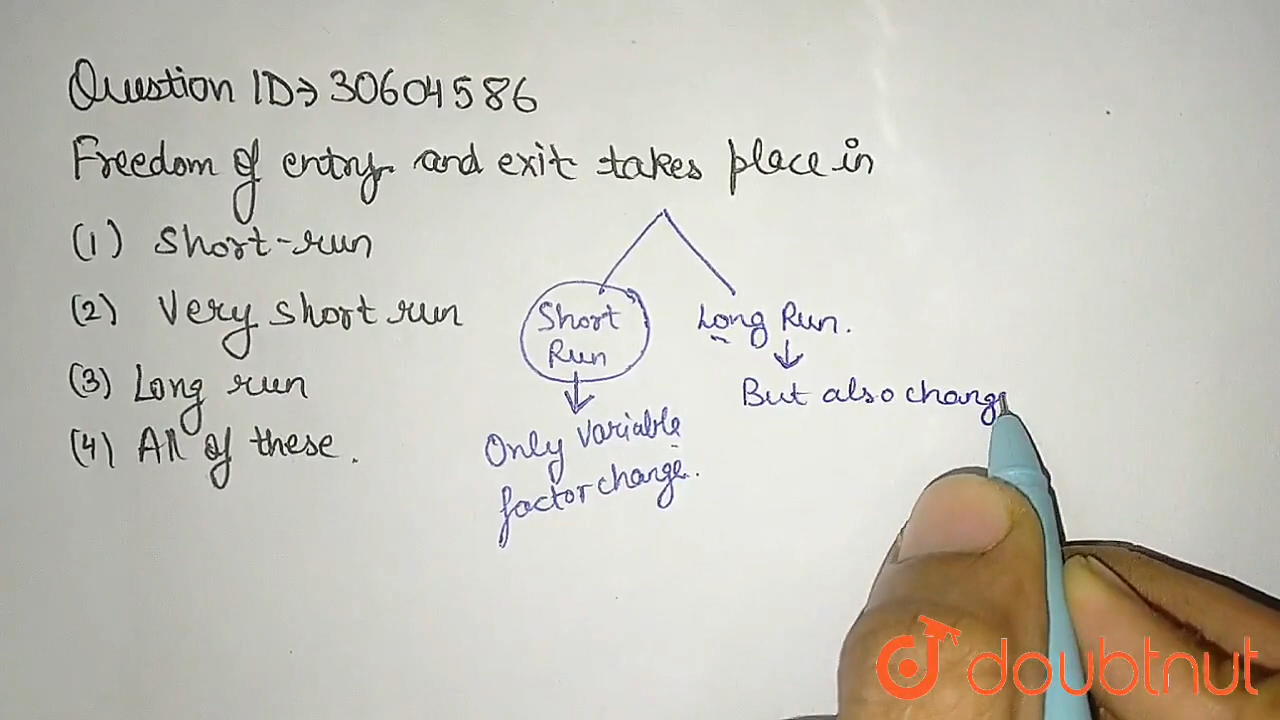 Question ID→ 30604586
Freedom of entry and exit takes place in
(1) Short-run
(2) Very short run
(3) Long run
(4) All of these.
Short
Run
Only variable
factor change.
Long Run.
But also chang
doubtnut